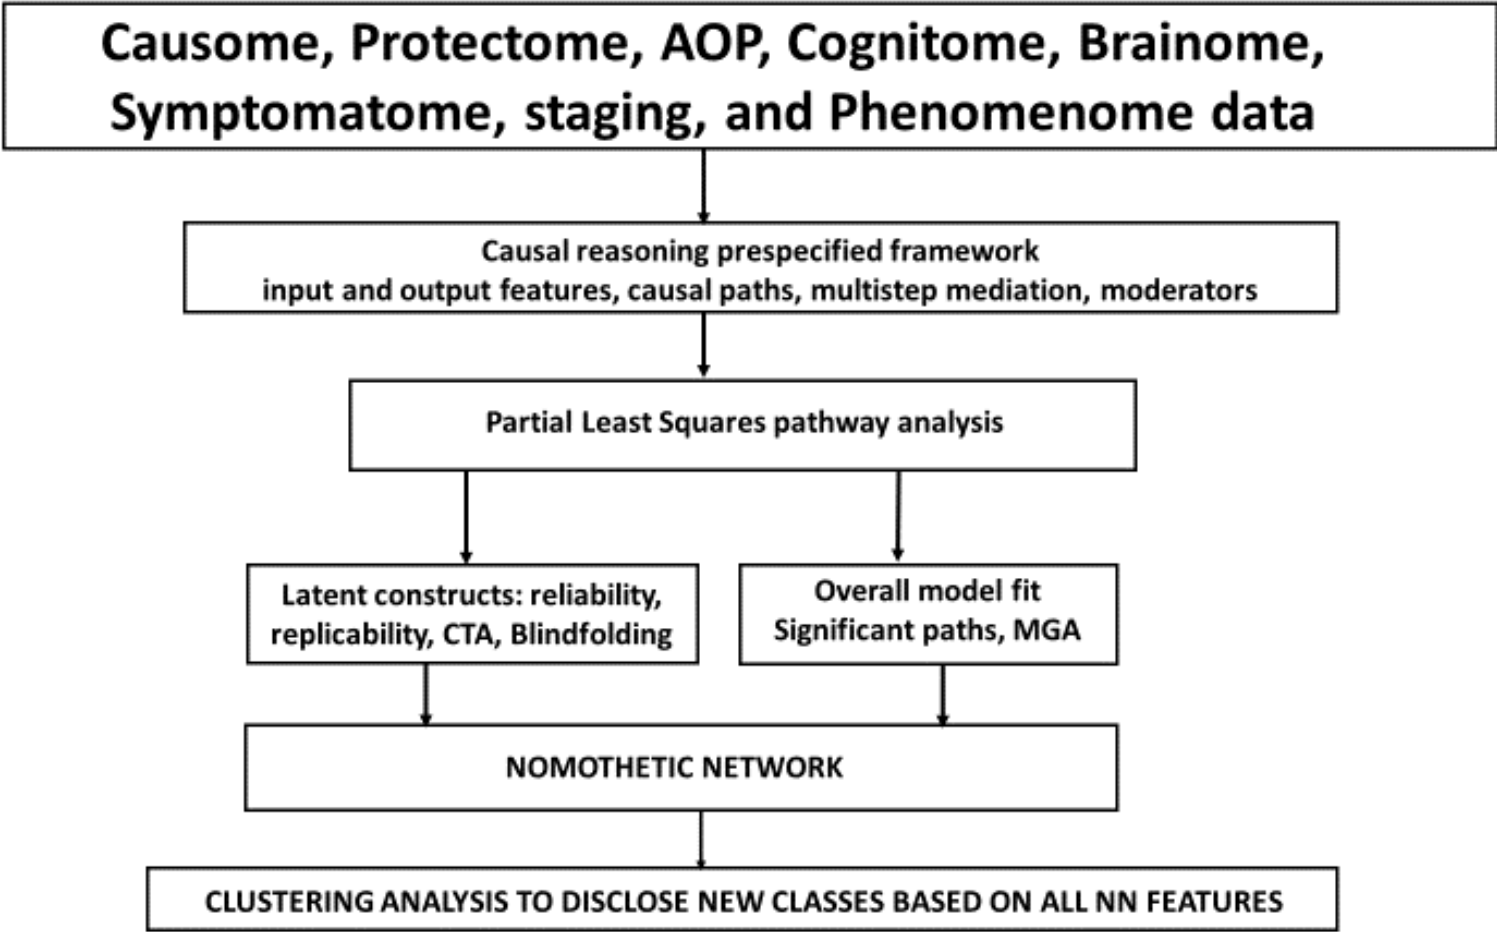 Causome, Protectome, AOP, Cognitome, Brainome,
Symptomatome, staging, and Phenomenome data
Causal reasoning prespecified framework
input and output features, causal paths, multistep mediation, moderators
Partial Least Squares pathway analysis
Latent constructs: reliability,
replicability, CTA, Blindfolding
Overall model fit
Significant paths, MGA
NOMOTHETIC NETWORK
CLUSTERING ANALYSIS TO DISCLOSE NEW CLASSES BASED ON ALL NN FEATURES